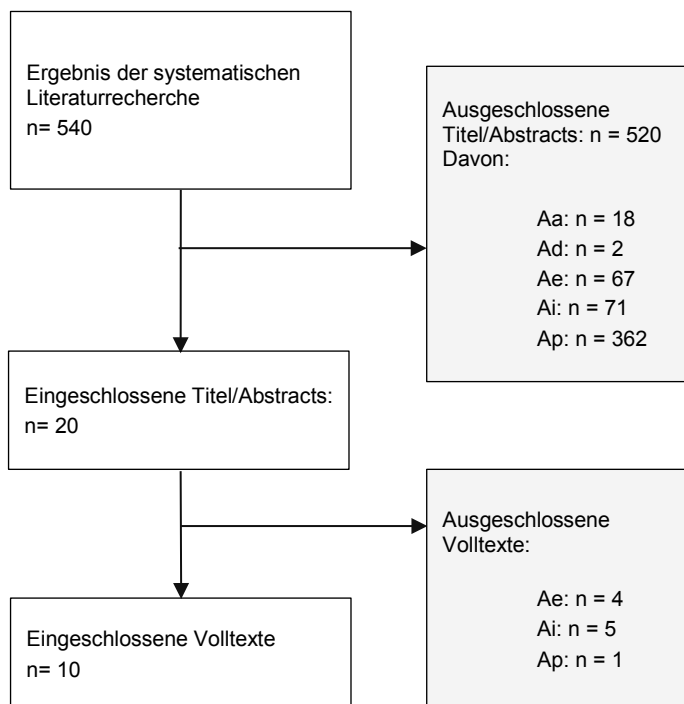 Ergebnis der systematischen
Literaturrecherche
n= 540
Ausgeschlossene
Titel/Abstracts: n = 520
Davon:
Aa: n = 18
Ad: n = 2
Ae: n = 67
Ai: n = 71
Ap: n = 362
Eingeschlossene Titel/Abstracts:
n= 20
Ausgeschlossene
Volltexte:
Ae: n = 4
Ai: n = 5
Ap: n = 1
Eingeschlossene Volltexte
n= 10